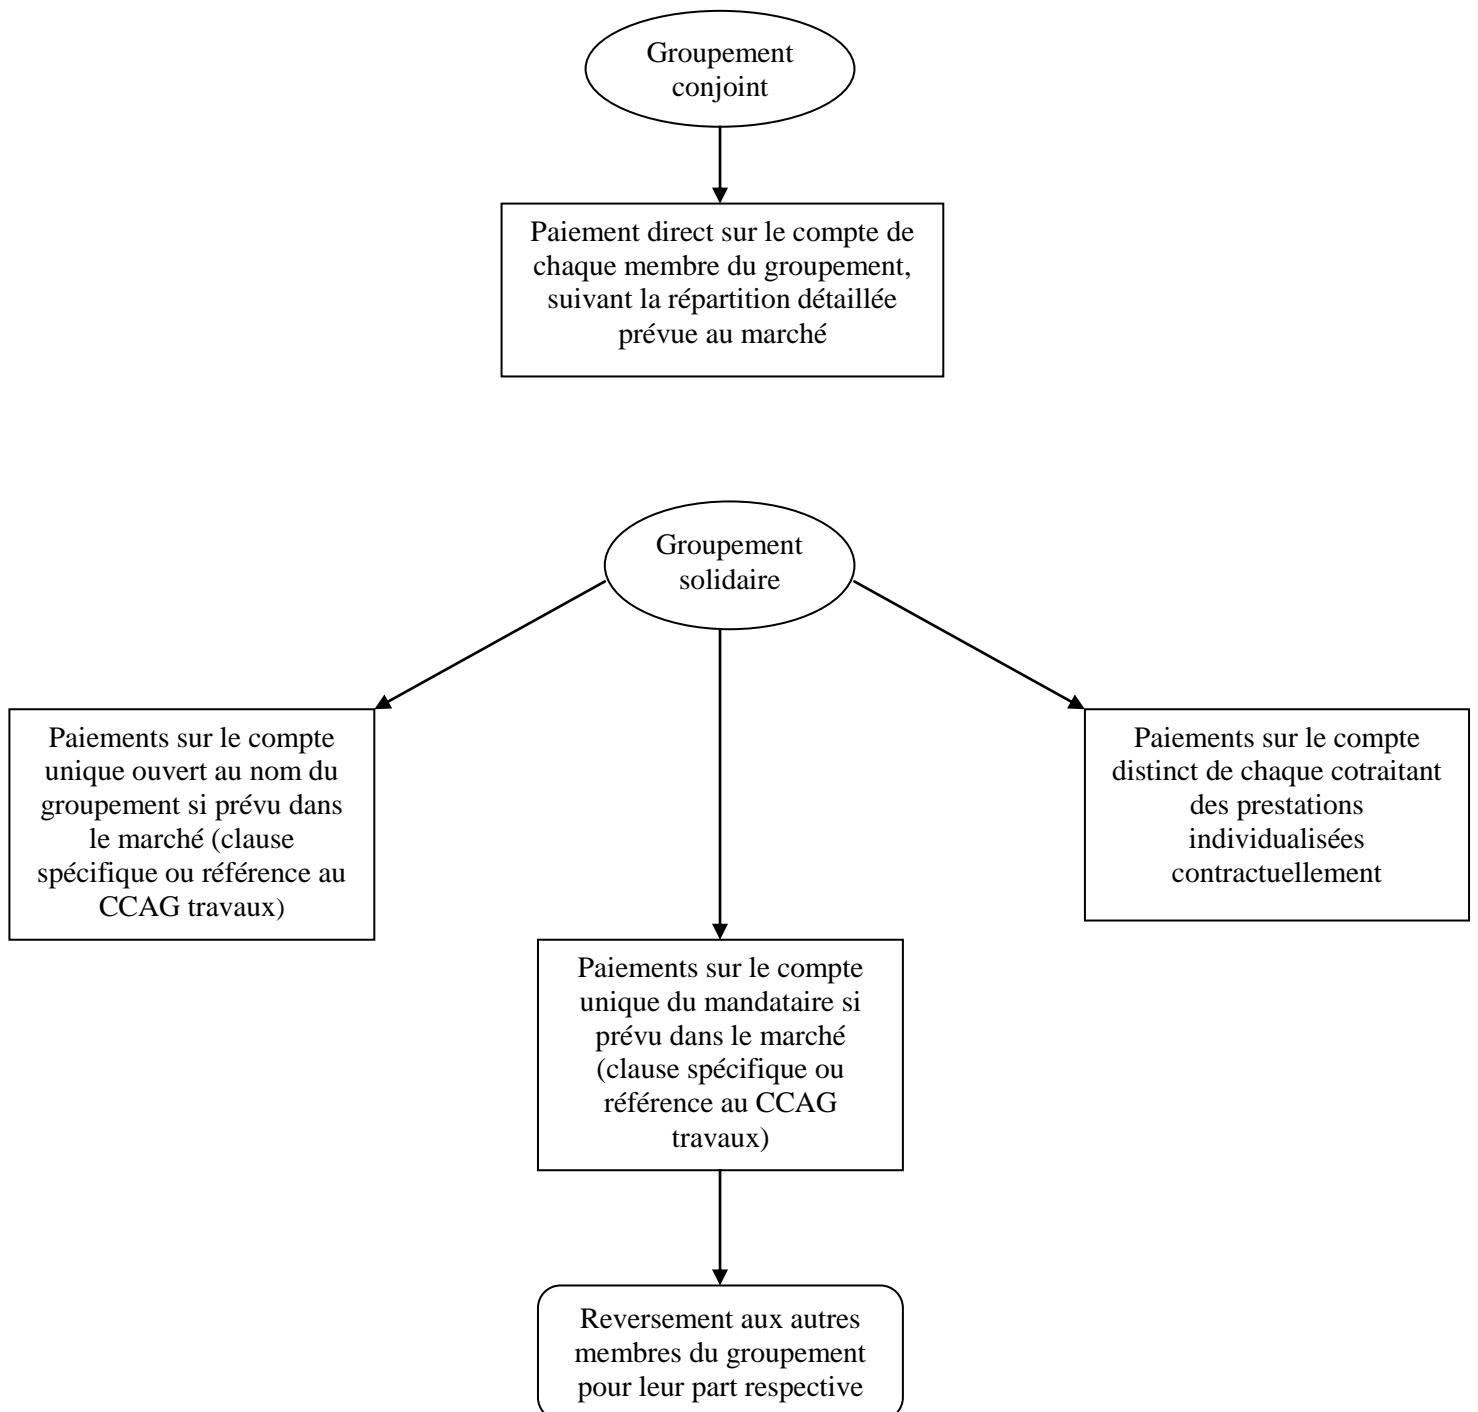 Groupement
conjoint
Paiement direct sur le compte de
chaque membre du groupement,
suivant la répartition détaillée
prévue au marché
Groupement
solidaire
Paiements sur le compte
unique ouvert au nom du
groupement si prévu dans
le marché (clause
spécifique ou référence au
CCAG travaux)
Paiements sur le compte
unique du mandataire si
prévu dans le marché
(clause spécifique ou
référence au CCAG
travaux)
Paiements sur le compte
distinct de chaque cotraitant
des prestations
individualisées
contractuellement
Reversement aux autres
membres du groupement
pour leur part respective